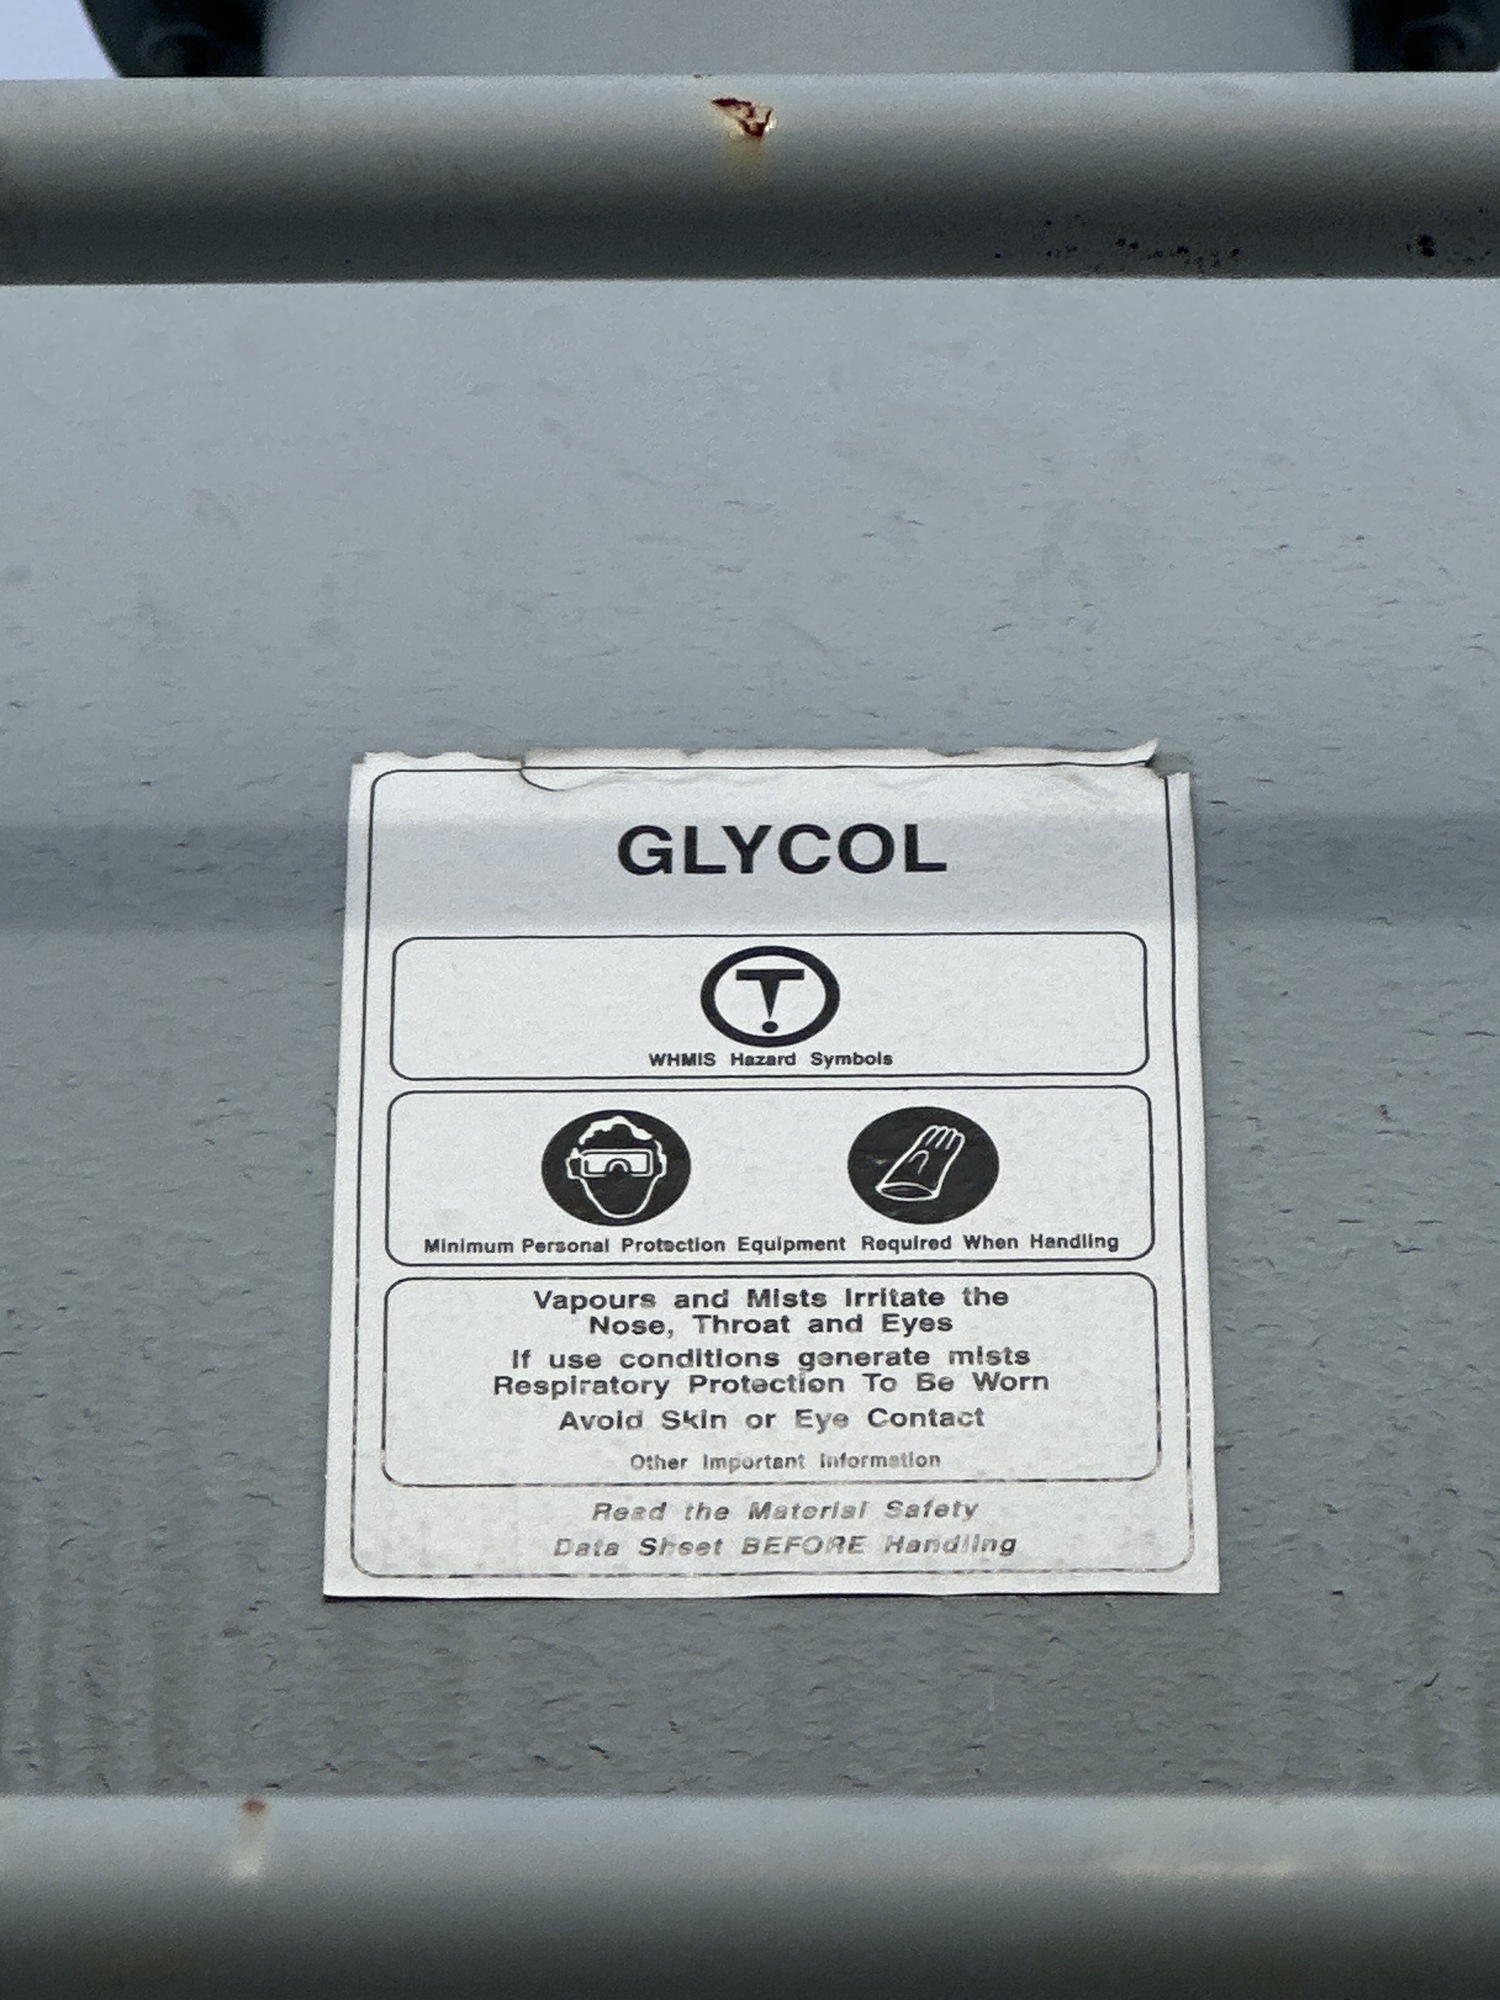 GLYCOL
T
WHMIS Hazard Symbols
Minimum Personal Protection Equipment Required When Handling
Vapours and Mists Irritate the
Nose, Throat and Eyes
If use conditions generate mists
Respiratory Protection To Be Worn
Avoid Skin or Eye Contact
Other Important Information
Read the Material Safety
Data Sheet BEFORE Handling